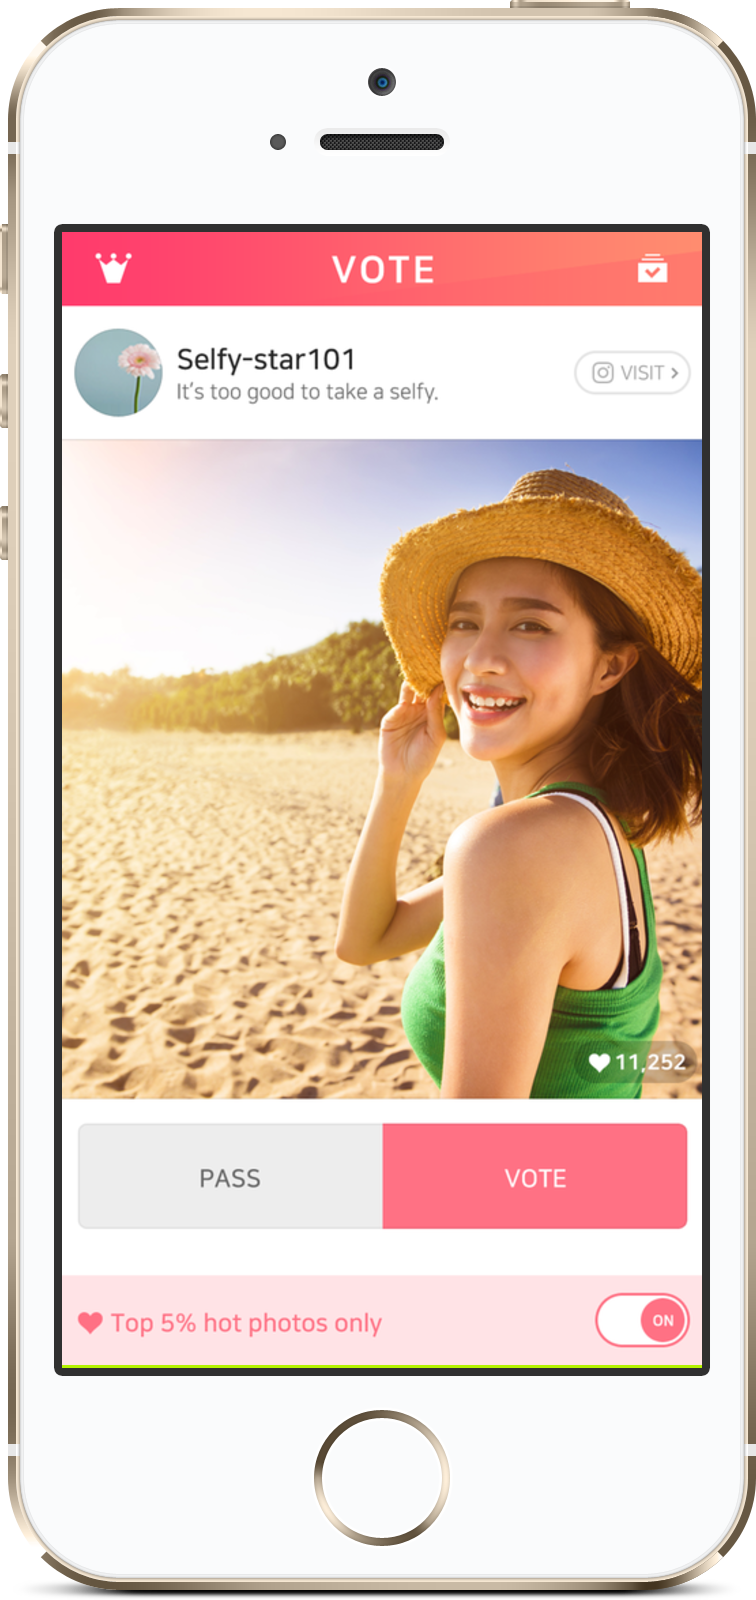 VOTE
Selfy-star101
It's too good to take a selfy.
VISIT >
11,252
PASS
VOTE
Top 5% hot photos only
ON